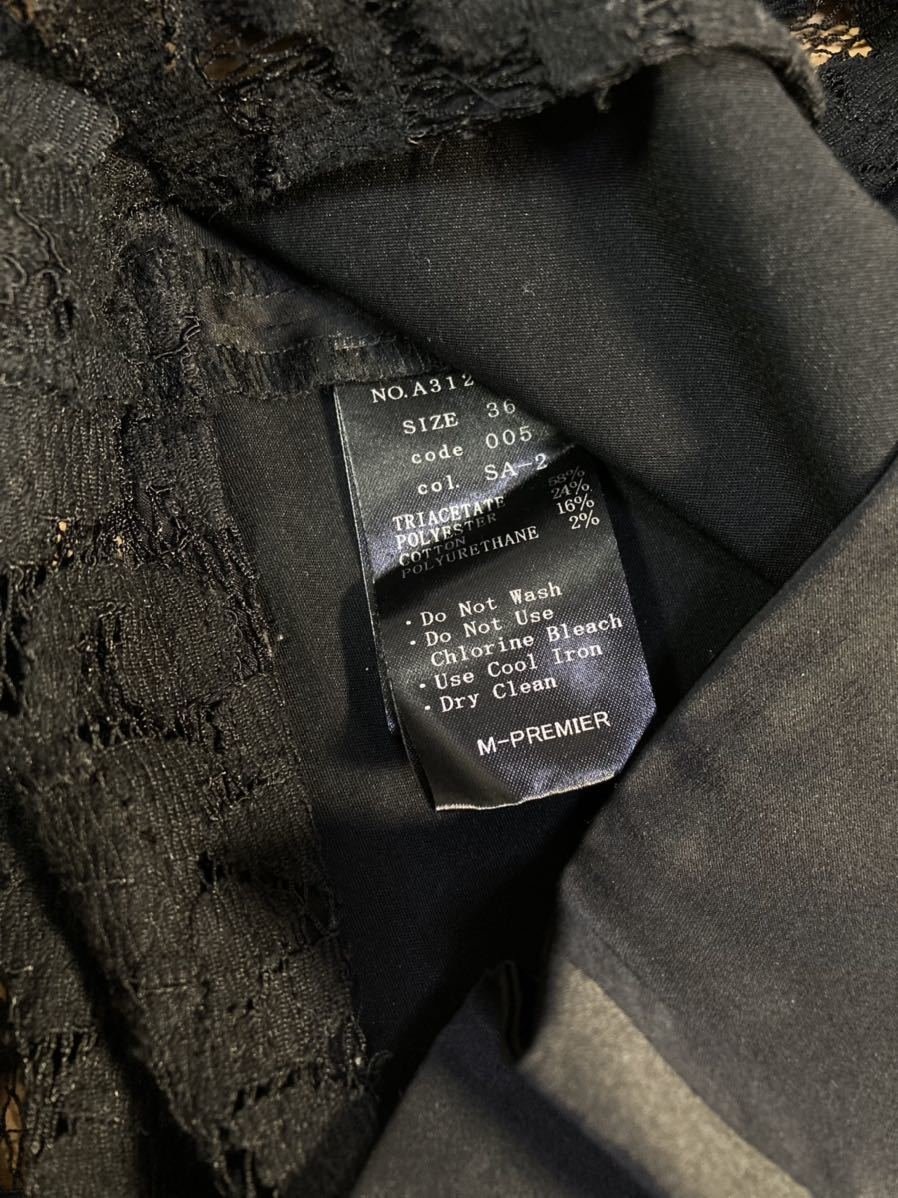 NO.A312
SIZE 36
code 005
col. SA-2
TRIACETATE 58%
POLYESTER 24%
COTTON 16%
POLYURETHANE 2%
・Do Not Wash
・Do Not Use
Chlorine Bleach
・Use Cool Iron
・Dry Clean
M-PREMIER